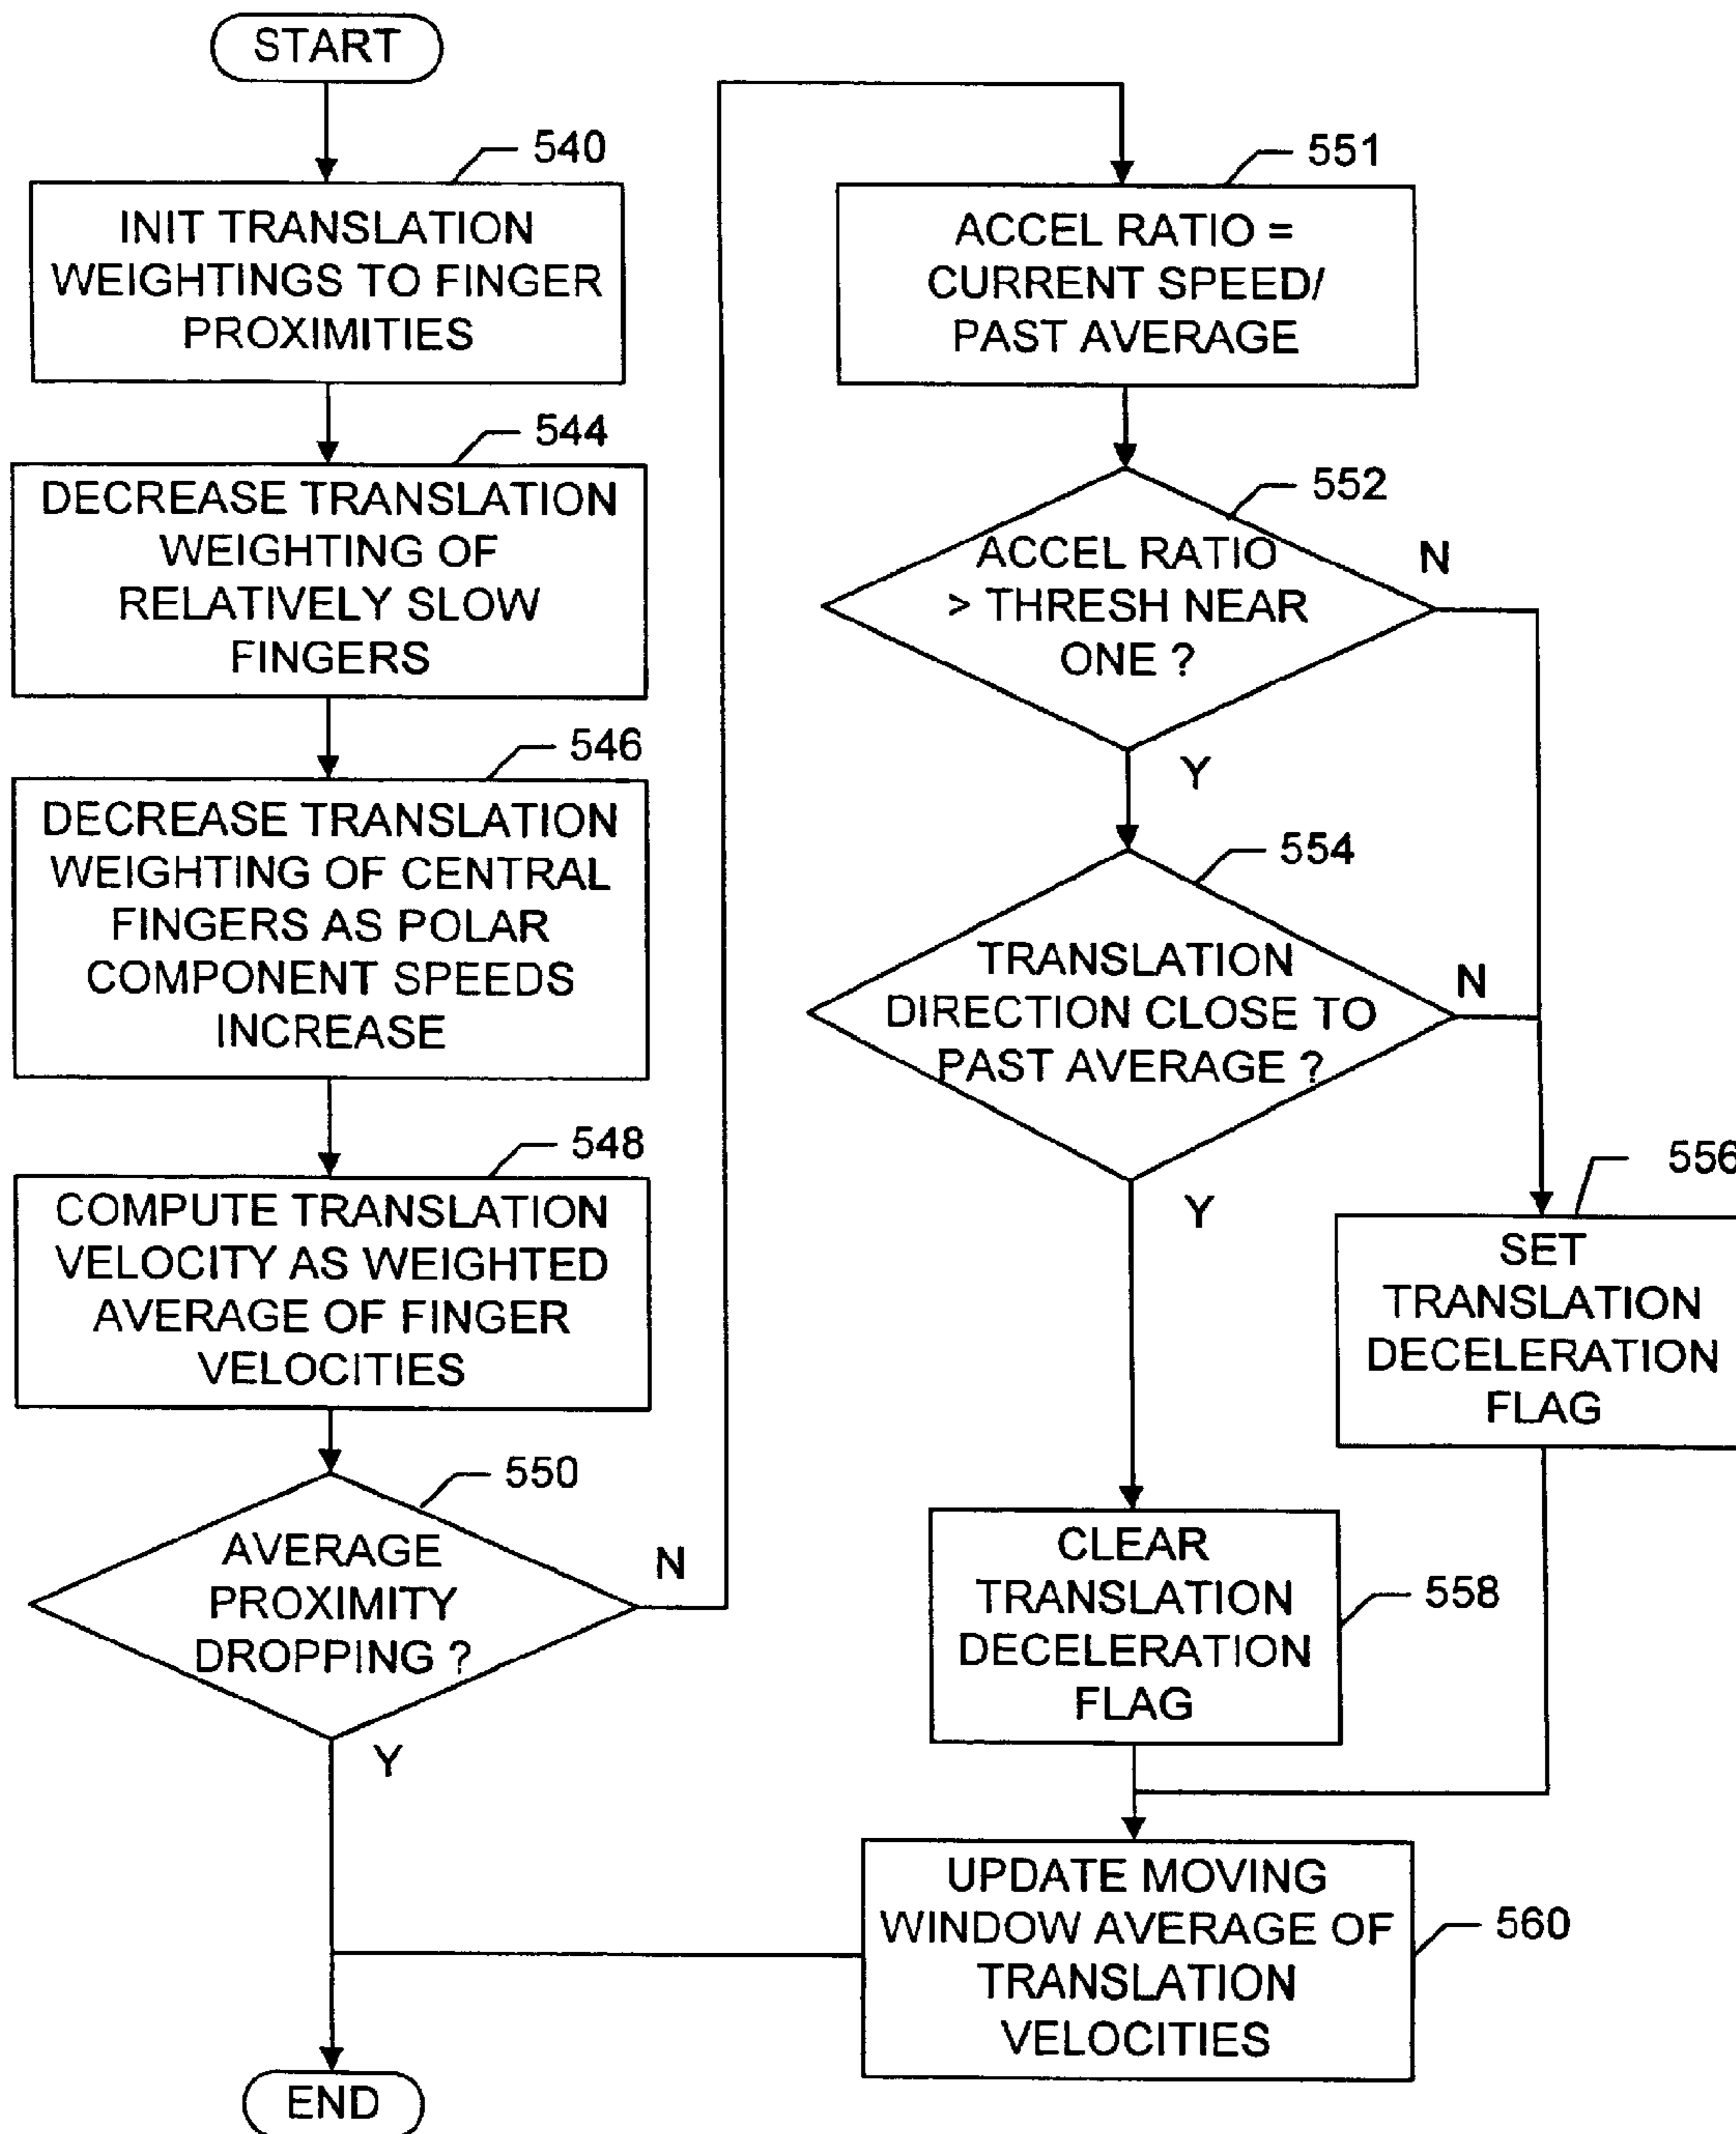 START
540
INIT TRANSLATION
WEIGHTINGS TO FINGER
PROXIMITIES
544
DECREASE TRANSLATION
WEIGHTING OF
RELATIVELY SLOW
FINGERS
546
DECREASE TRANSLATION
WEIGHTING OF CENTRAL
FINGERS AS POLAR
COMPONENT SPEEDS
INCREASE
548
COMPUTE TRANSLATION
VELOCITY AS WEIGHTED
AVERAGE OF FINGER
VELOCITIES
550
AVERAGE
PROXIMITY
DROPPING ?
N
Y
551
ACCEL RATIO =
CURRENT SPEED/
PAST AVERAGE
552
ACCEL RATIO
> THRESH NEAR
ONE ?
N
Y
554
TRANSLATION
DIRECTION CLOSE TO
PAST AVERAGE ?
N
Y
556
SET
TRANSLATION
DECELERATION
FLAG
CLEAR
TRANSLATION
DECELERATION
FLAG
558
UPDATE MOVING
WINDOW AVERAGE OF
TRANSLATION
VELOCITIES
560
END